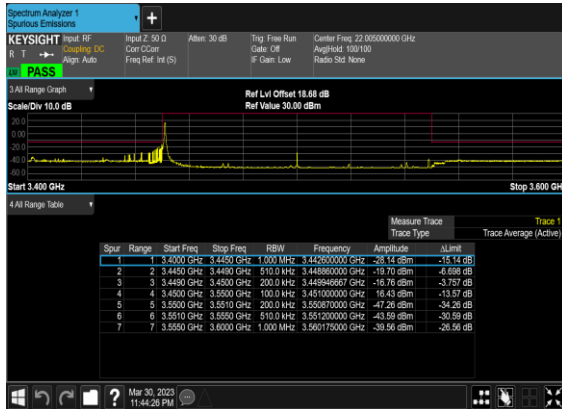 Spectrum Analyzer 1
Spurious Emissions
KEYSIGHT Input: RF
R T Coupling: DC
Align: Auto
Input Z: 50 Ω
Corr CCorr
Freq Ref: Int (S)
Atten: 30 dB
Trig: Free Run
Gate: Off
IF Gain: Low
Center Freq: 22.005000000 GHz
Avg|Hold: 100/100
Radio Std: None
PASS
3 All Range Graph
Ref Lvl Offset 18.68 dB
Scale/Div 10.0 dB
Ref Value 30.00 dBm
20.0
0.00
-20.0
-40.0
-60.0
Start 3.400 GHz
Stop 3.600 GH
4 All Range Table
Measure Trace Trace 1
Trace Type Trace Average (Active)
Spur Range Start Freq Stop Freq RBW Frequency Amplitude ΔLimit
1 1 3.4000 GHz 3.4450 GHz 1.000 MHz 3.442600000 GHz -28.14 dBm -15.14 dB
2 2 3.4450 GHz 3.4490 GHz 510.0 kHz 3.448860000 GHz -19.70 dBm -6.698 dB
3 3 3.4490 GHz 3.4500 GHz 200.0 kHz 3.449946667 GHz -16.76 dBm -3.757 dB
4 4 3.4500 GHz 3.5500 GHz 100.0 kHz 3.451000000 GHz 16.43 dBm -13.57 dB
5 5 3.5500 GHz 3.5510 GHz 200.0 kHz 3.550870000 GHz -47.26 dBm -34.26 dB
6 6 3.5510 GHz 3.5550 GHz 510.0 kHz 3.551200000 GHz -43.59 dBm -30.59 dB
7 7 3.5550 GHz 3.6000 GHz 1.000 MHz 3.560175000 GHz -39.56 dBm -26.56 dB
Mar 30, 2023
11:44:26 PM